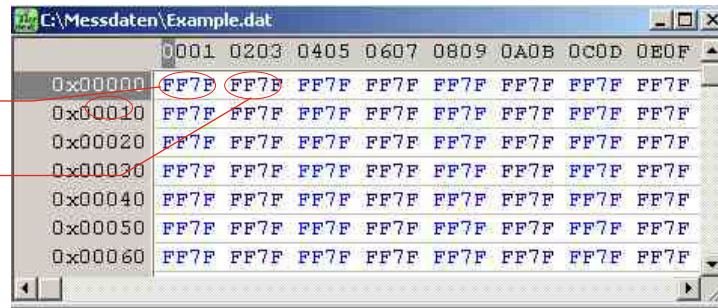 C:\Messdaten\Example.dat
0001 0203 0405 0607 0809 0A0B 0C0D 0E0F
0x00000 FF7F FF7F FF7F FF7F FF7F FF7F FF7F FF7F
0x00010 FF7F FF7F FF7F FF7F FF7F FF7F FF7F FF7F
0x00020 FF7F FF7F FF7F FF7F FF7F FF7F FF7F FF7F
0x00030 FF7F FF7F FF7F FF7F FF7F FF7F FF7F FF7F
0x00040 FF7F FF7F FF7F FF7F FF7F FF7F FF7F FF7F
0x00050 FF7F FF7F FF7F FF7F FF7F FF7F FF7F FF7F
0x00060 FF7F FF7F FF7F FF7F FF7F FF7F FF7F FF7F